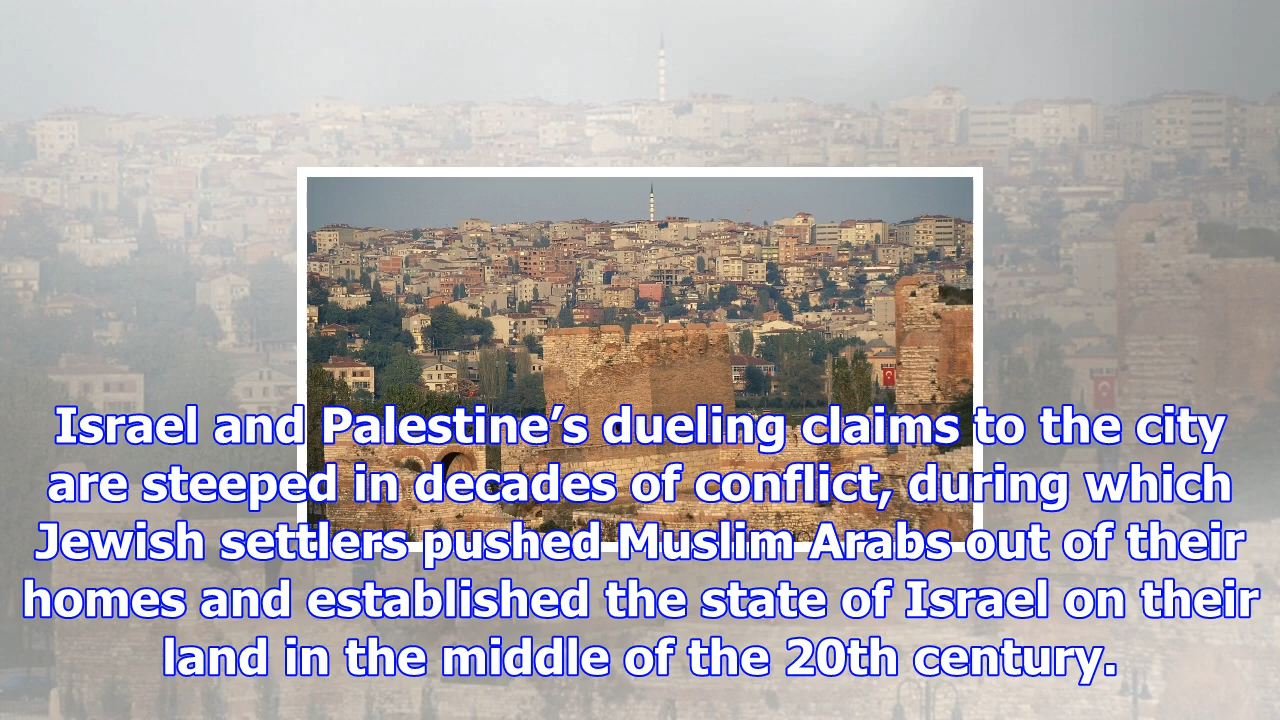 Israel and Palestine’s dueling claims to the city
are steeped in decades of conflict, during which
Jewish settlers pushed Muslim Arabs out of their
homes and established the state of Israel on their
land in the middle of the 20th century.